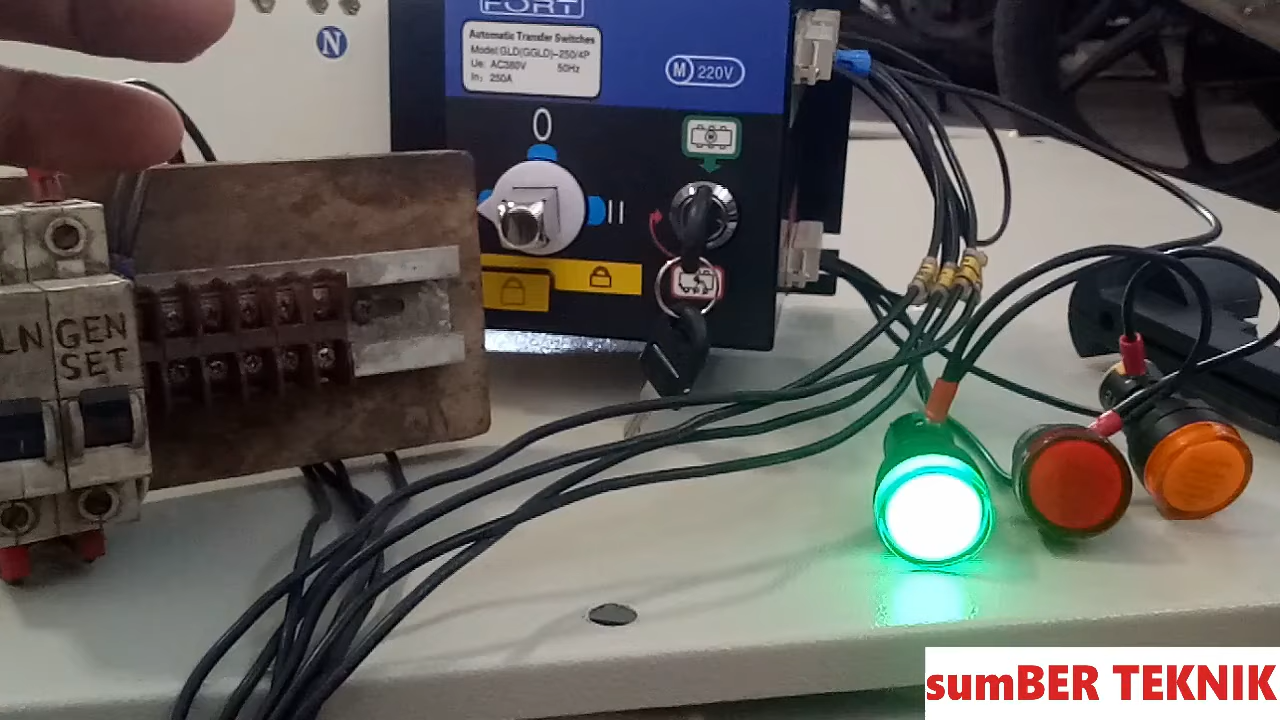 FORT
Automatic Transfer Switches
Model:GLD(GGLD)-250/4P
Ue: AC380V 50Hz
In: 250A
N
M 220V
0
II
LN
GEN
SET
sumBER TEKNIK